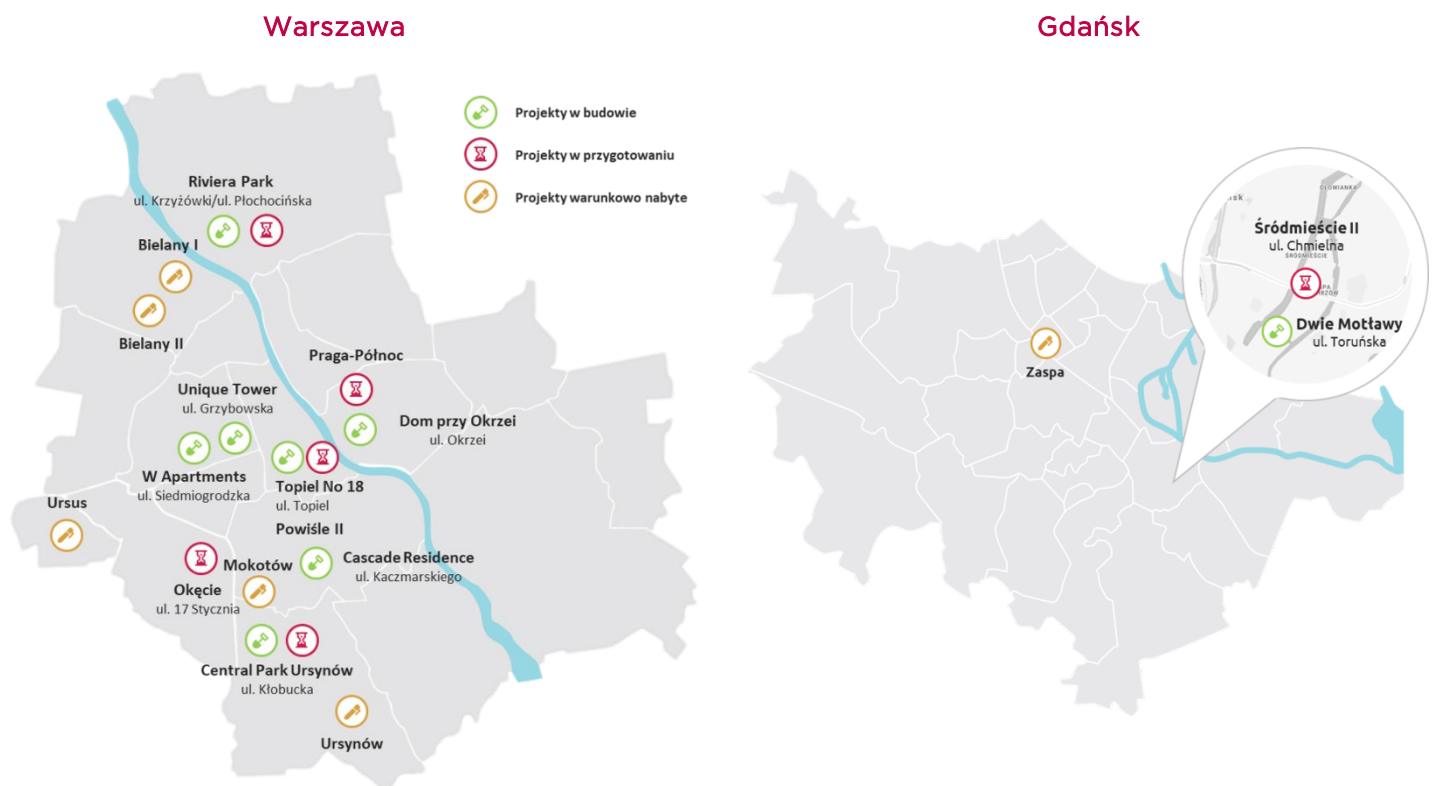 Warszawa
Gdańsk
Projekty w budowie
Projekty w przygotowaniu
Projekty warunkowo nabyte
Riviera Park
ul. Krzyżówki/ul. Płochocińska
Bielany I
Bielany II
Praga-Północ
Unique Tower
ul. Grzybowska
Dom przy Okrzei
ul. Okrzei
W Apartments
ul. Siedmiogrodzka
Topiel No 18
ul. Topiel
Ursus
Powiśle II
Cascade Residence
ul. Kaczmarskiego
Mokotów
Okęcie
ul. 17 Stycznia
Central Park Ursynów
ul. Kłobucka
Ursynów
Zaspa
Śródmieście II
ul. Chmielna
ŚRÓDMIEŚCIE
Dwie Motławy
ul. Toruńska